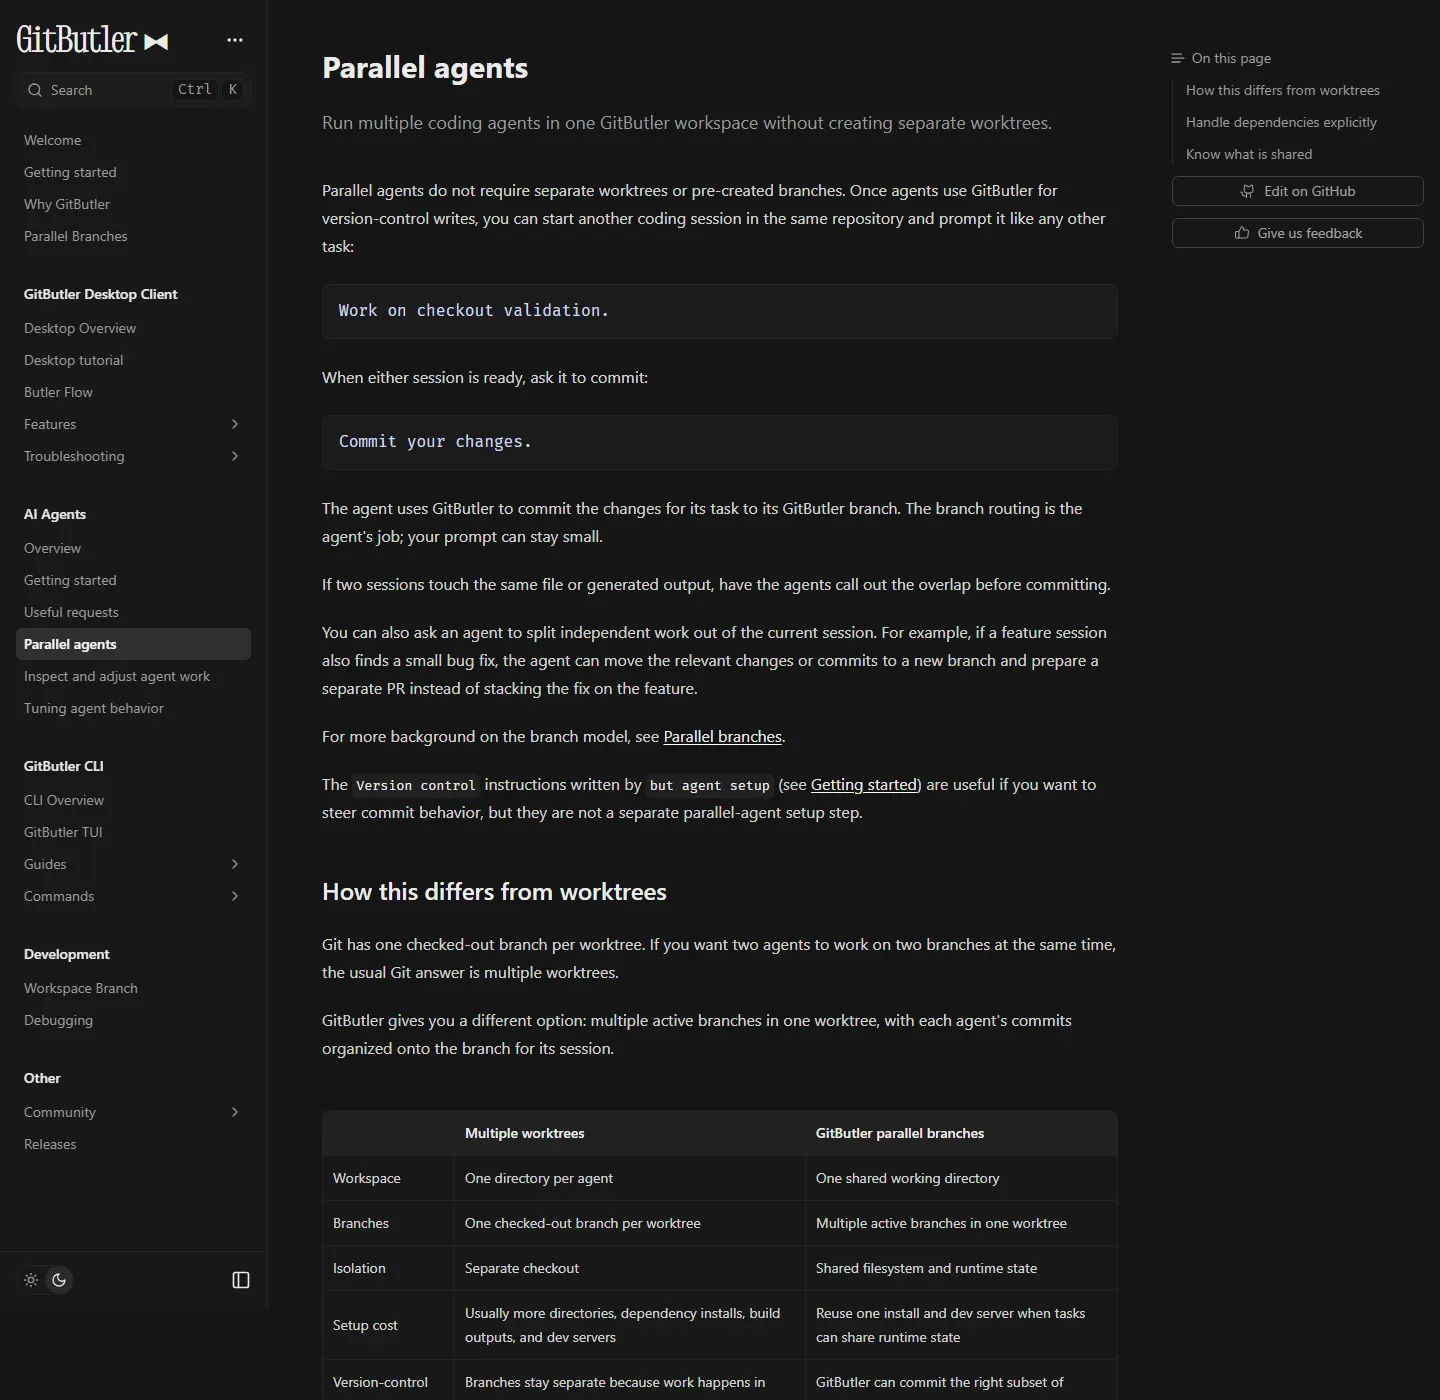 GitButler
Search Ctrl K
Welcome
Getting started
Why GitButler
Parallel Branches
GitButler Desktop Client
Desktop Overview
Desktop tutorial
Butler Flow
Features
Troubleshooting
AI Agents
Overview
Getting started
Useful requests
Parallel agents
Inspect and adjust agent work
Tuning agent behavior
GitButler CLI
CLI Overview
GitButler TUI
Guides
Commands
Development
Workspace Branch
Debugging
Other
Community
Releases
Parallel agents
Run multiple coding agents in one GitButler workspace without creating separate worktrees.
Parallel agents do not require separate worktrees or pre-created branches. Once agents use GitButler for
version-control writes, you can start another coding session in the same repository and prompt it like any other
task:
Work on checkout validation.
When either session is ready, ask it to commit:
Commit your changes.
The agent uses GitButler to commit the changes for its task to its GitButler branch. The branch routing is the
agent's job; your prompt can stay small.
If two sessions touch the same file or generated output, have the agents call out the overlap before committing.
You can also ask an agent to split independent work out of the current session. For example, if a feature session
also finds a small bug fix, the agent can move the relevant changes or commits to a new branch and prepare a
separate PR instead of stacking the fix on the feature.
For more background on the branch model, see Parallel branches.
The Version control instructions written by but agent setup (see Getting started) are useful if you want to
steer commit behavior, but they are not a separate parallel-agent setup step.
How this differs from worktrees
Git has one checked-out branch per worktree. If you want two agents to work on two branches at the same time,
the usual Git answer is multiple worktrees.
GitButler gives you a different option: multiple active branches in one worktree, with each agent's commits
organized onto the branch for its session.
Multiple worktrees GitButler parallel branches
Workspace One directory per agent One shared working directory
Branches One checked-out branch per worktree Multiple active branches in one worktree
Isolation Separate checkout Shared filesystem and runtime state
Setup cost Usually more directories, dependency installs, build outputs, and dev servers Reuse one install and dev server when tasks can share runtime state
Version-control Branches stay separate because work happens in GitButler can commit the right subset of
On this page
How this differs from worktrees
Handle dependencies explicitly
Know what is shared
Edit on GitHub
Give us feedback